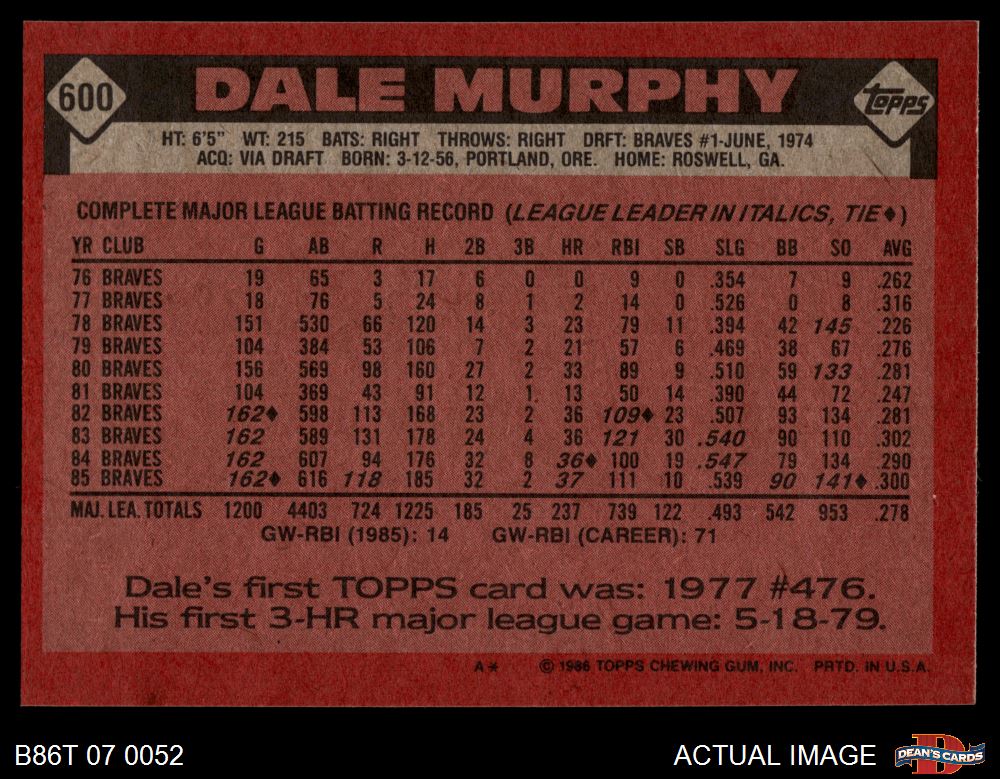 600 DALE MURPHY Topps
HT: 6'5" WT: 215 BATS: RIGHT THROWS: RIGHT DRFT: BRAVES #1-JUNE, 1974
ACQ: VIA DRAFT BORN: 3-12-56, PORTLAND, ORE. HOME: ROSWELL, GA.
COMPLETE MAJOR LEAGUE BATTING RECORD (LEAGUE LEADER IN ITALICS, TIE♦)
YR CLUB G AB R H 2B 3B HR RBI SB SLG BB SO AVG
76 BRAVES 19 65 3 17 6 0 0 9 0 .354 7 9 .262
77 BRAVES 18 76 5 24 8 1 2 14 0 .526 0 8 .316
78 BRAVES 151 530 66 120 14 3 23 79 11 .394 42 145 .226
79 BRAVES 104 384 53 106 7 2 21 57 6 .469 38 67 .276
80 BRAVES 156 569 98 160 27 2 33 89 9 .510 59 133 .281
81 BRAVES 104 369 43 91 12 1 13 50 14 .390 44 72 .247
82 BRAVES 162♦ 598 113 168 23 2 36 109♦ 23 .507 93 134 .281
83 BRAVES 162 589 131 178 24 4 36 121 30 .540 90 110 .302
84 BRAVES 162 607 94 176 32 8 36♦ 100 19 .547 79 134 .290
85 BRAVES 162♦ 616 118 185 32 2 37 111 10 .539 90 141♦ .300
MAJ. LEA. TOTALS 1200 4403 724 1225 185 25 237 739 122 .493 542 953 .278
GW-RBI (1985): 14 GW-RBI (CAREER): 71
Dale's first TOPPS card was: 1977 #476.
His first 3-HR major league game: 5-18-79.
A* © 1986 TOPPS CHEWING GUM, INC. PRTD. IN U.S.A.
B86T 07 0052 ACTUAL IMAGE DEAN'S CARDS